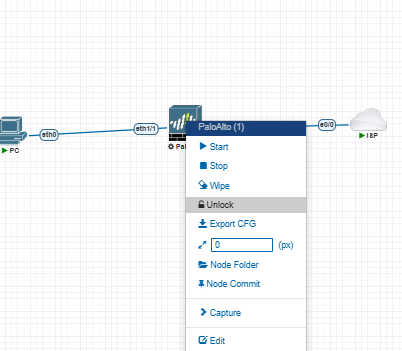 PaloAlto (1)
eth0
eth1/1
e0/0
PC
Pal
ISP
Start
Stop
Wipe
Unlock
Export CFG
0 (px)
Node Folder
Node Commit
Capture
Edit